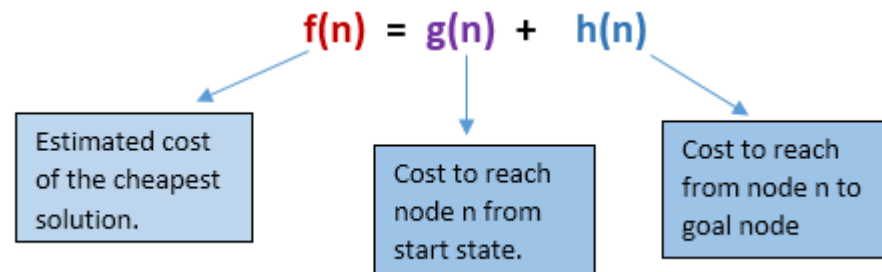 f(n) = g(n) + h(n)
Estimated cost
of the cheapest
solution.
Cost to reach
node n from
start state.
Cost to reach
from node n to
goal node